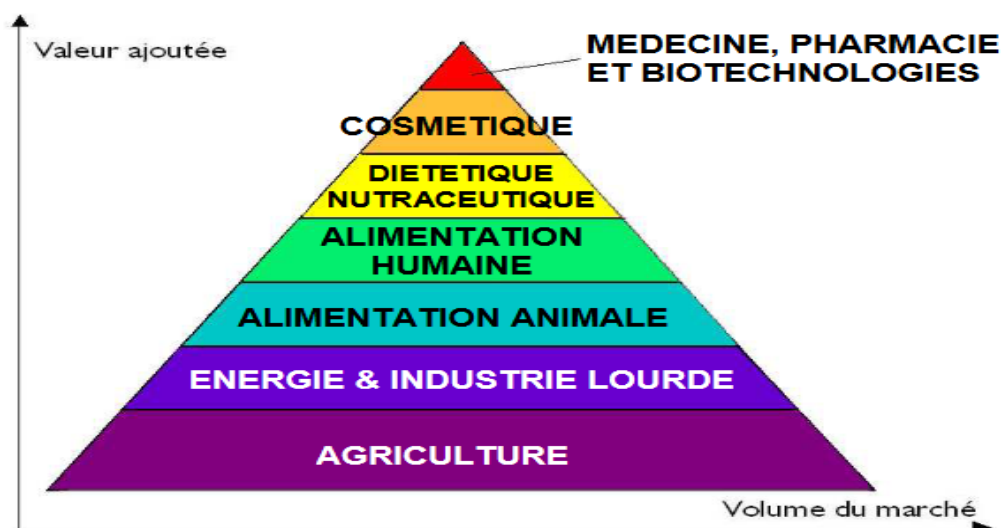 Valeur ajoutée
MEDECINE, PHARMACIE
ET BIOTECHNOLOGIES
COSMETIQUE
DIETETIQUE
NUTRACEUTIQUE
ALIMENTATION
HUMAINE
ALIMENTATION ANIMALE
ENERGIE & INDUSTRIE LOURDE
AGRICULTURE
Volume du marché